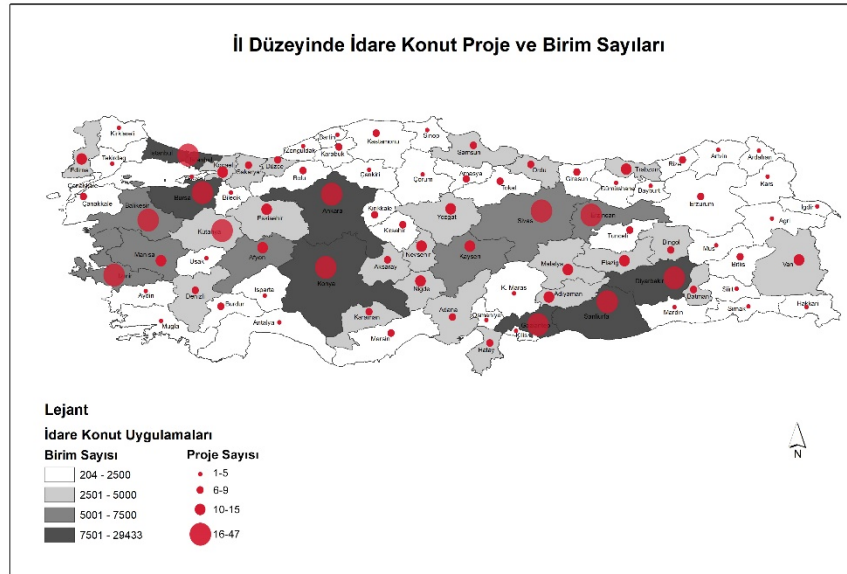 İl Düzeyinde İdare Konut Proje ve Birim Sayıları
Kırklareli
Edirne
Tekirdağ
İstanbul
Kocaeli
Sakarya
Düzce
Zonguldak
Bartın
Karabük
Kastamonu
Sinop
Samsun
Ordu
Giresun
Trabzon
Rize
Artvin
Ardahan
Kars
Bolu
Çankiri
Çorum
Amasya
Tokat
Gümüşhane
Bayburt
Çanakkale
Çanakkale
Balıkesir
Bursa
Bilecik
Eskişehir
Ankara
Kırıkkale
Yozgat
Sivas
Erzincan
Erzurum
Iğdır
Ağrı
Kütahya
Kırşehir
Tunceli
Bingöl
Muş
Manisa
Uşak
Afyon
Aksaray
Nevşehir
Kayseri
Malatya
Elazığ
Bitlis
Van
İzmir
Konya
Niğde
K. Maraş
Adıyaman
Diyarbakır
Batman
Siirt
Aydın
Denizli
Isparta
Burdur
Karaman
Adana
Osmaniye
Gaziantep
Şanlıurfa
Mardin
Şırnak
Hakkari
Muğla
Antalya
Mersin
Kilis
Hatay
Lejant
İdare Konut Uygulamaları
Birim Sayısı
204 - 2500
2501 - 5000
5001 - 7500
7501 - 29433
Proje Sayısı
1-5
6-9
10-15
16-47
N